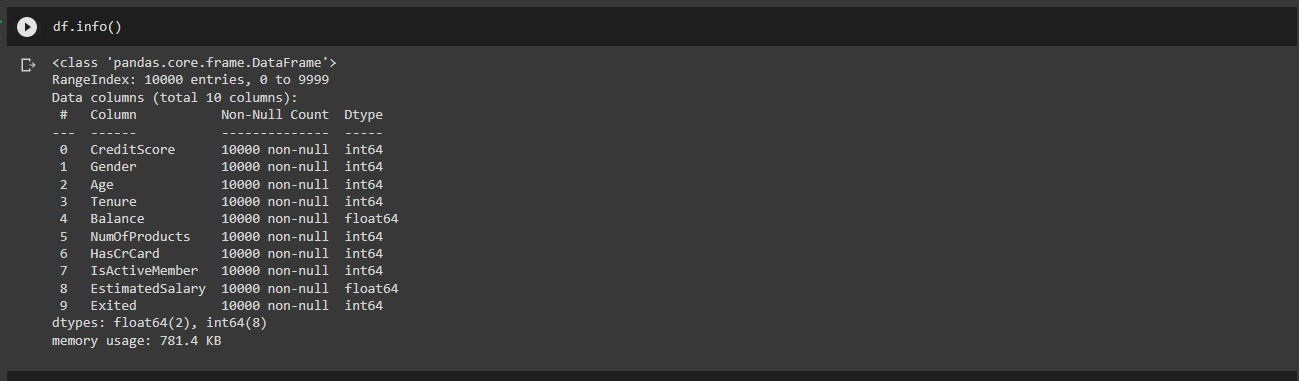 df.info()
<class 'pandas.core.frame.DataFrame'>
RangeIndex: 10000 entries, 0 to 9999
Data columns (total 10 columns):
 #   Column           Non-Null Count  Dtype
---  ------           --------------  -----
 0   CreditScore      10000 non-null  int64
 1   Gender           10000 non-null  int64
 2   Age              10000 non-null  int64
 3   Tenure           10000 non-null  int64
 4   Balance          10000 non-null  float64
 5   NumOfProducts    10000 non-null  int64
 6   HasCrCard        10000 non-null  int64
 7   IsActiveMember   10000 non-null  int64
 8   EstimatedSalary  10000 non-null  float64
 9   Exited           10000 non-null  int64
dtypes: float64(2), int64(8)
memory usage: 781.4 KB